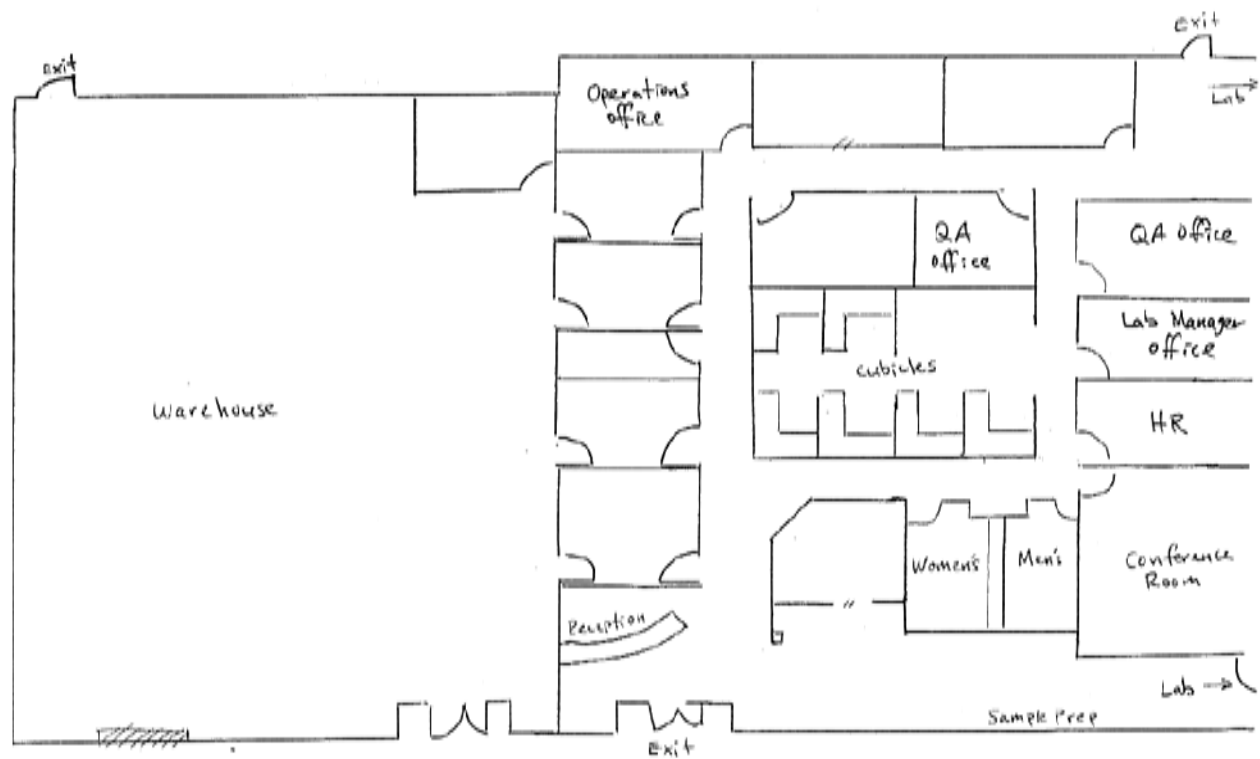 Exit
Exit
Lab
Operations
office
QA
office
QA Office
Lab Manager
office
cubicles
Warehouse
HR
Women's
Men's
Conference
Room
Reception
Lab
Sample Prep
Exit